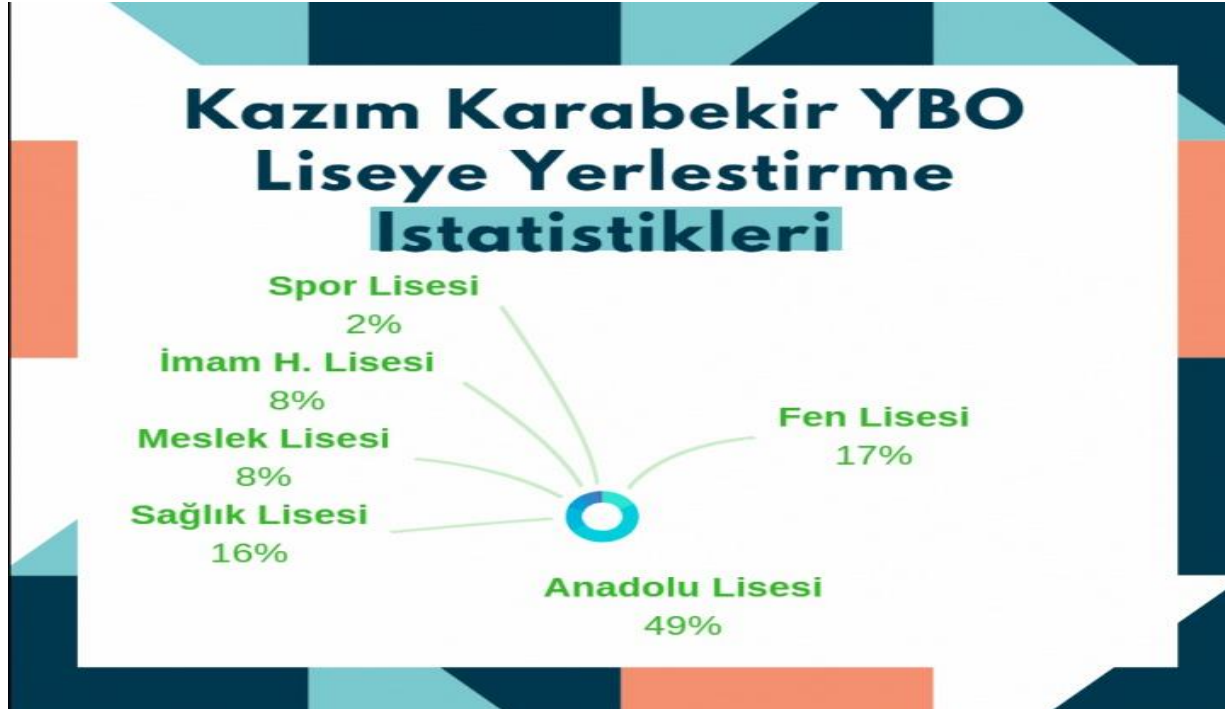 Kazım Karabekir YBO
Liseye Yerlestirme
Istatistikleri
Spor Lisesi
2%
İmam H. Lisesi
8%
Meslek Lisesi
8%
Sağlık Lisesi
16%
Fen Lisesi
17%
Anadolu Lisesi
49%